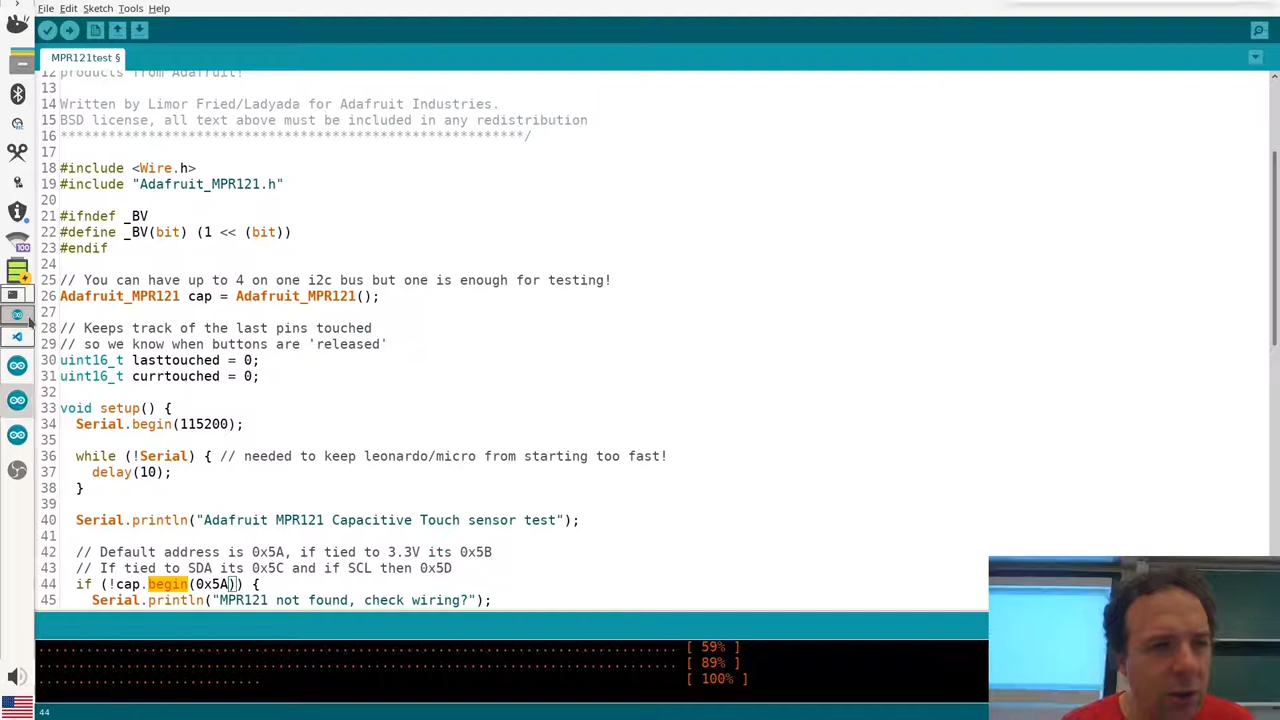 File Edit Sketch Tools Help
MPR121test §
12 products from Adafruit!
13
14 Written by Limor Fried/Ladyada for Adafruit Industries.
15 BSD license, all text above must be included in any redistribution
16 **********************************************************/
17
18 #include <Wire.h>
19 #include "Adafruit_MPR121.h"
20
21 #ifndef _BV
22 #define _BV(bit) (1 << (bit))
23 #endif
24
25 // You can have up to 4 on one i2c bus but one is enough for testing!
26 Adafruit_MPR121 cap = Adafruit_MPR121();
27
28 // Keeps track of the last pins touched
29 // so we know when buttons are 'released'
30 uint16_t lasttouched = 0;
31 uint16_t currtouched = 0;
32
33 void setup() {
34 Serial.begin(115200);
35
36 while (!Serial) { // needed to keep leonardo/micro from starting too fast!
37 delay(10);
38 }
39
40 Serial.println("Adafruit MPR121 Capacitive Touch sensor test");
41
42 // Default address is 0x5A, if tied to 3.3V its 0x5B
43 // If tied to SDA its 0x5C and if SCL then 0x5D
44 if (!cap.begin(0x5A)) {
45 Serial.println("MPR121 not found, check wiring?");
................................................................................ [ 59% ]
................................................................................ [ 89% ]
............................ [ 100% ]
44
100